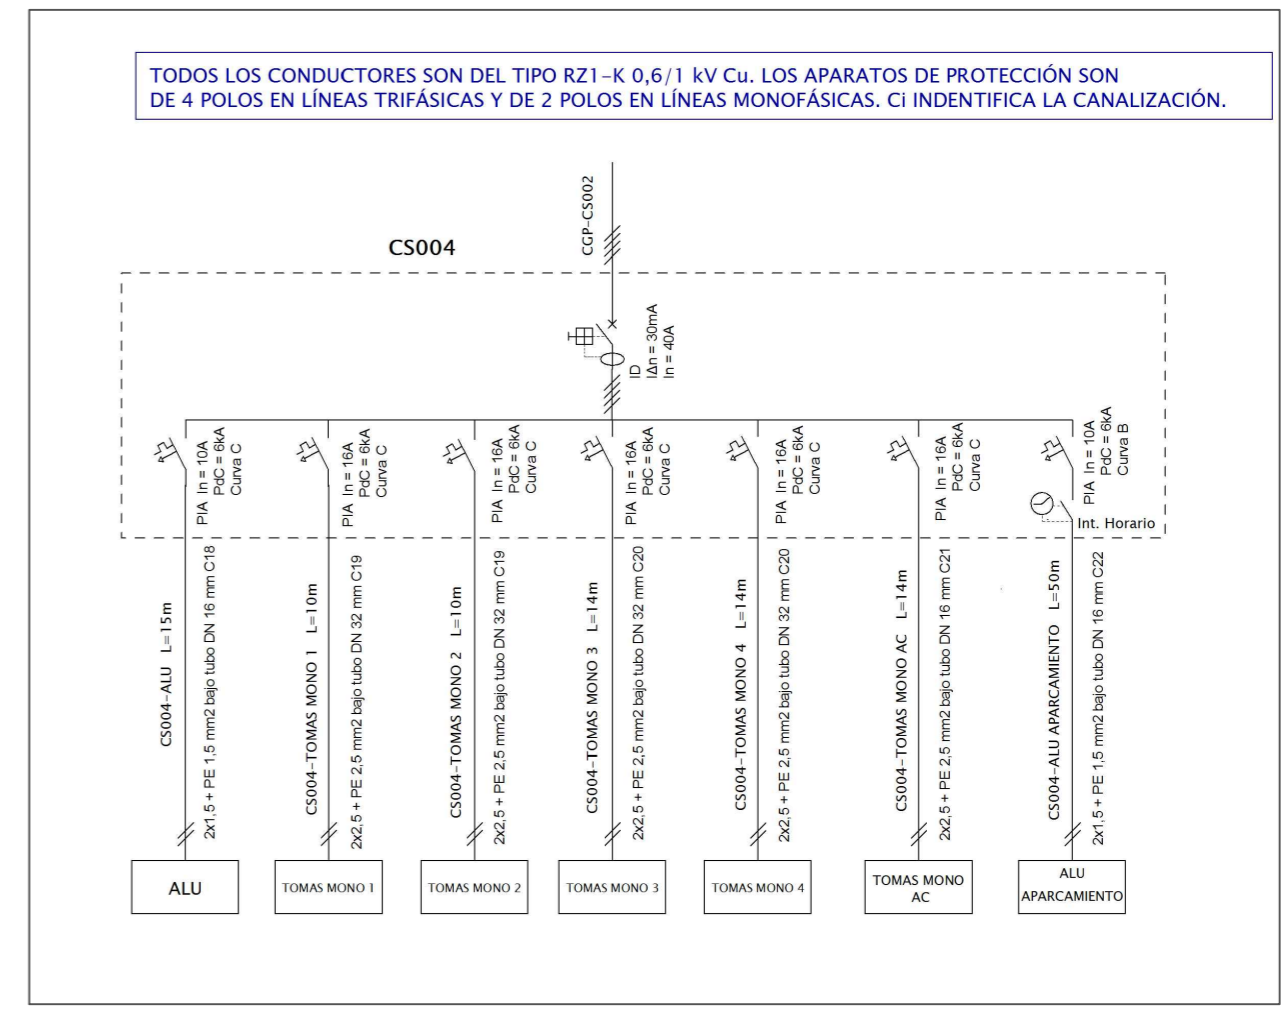 TODOS LOS CONDUCTORES SON DEL TIPO RZ1-K 0,6/1 kV Cu. LOS APARATOS DE PROTECCIÓN SON
DE 4 POLOS EN LÍNEAS TRIFÁSICAS Y DE 2 POLOS EN LÍNEAS MONOFÁSICAS. Ci INDENTIFICA LA CANALIZACIÓN.
CGP-CS002
CS004
ID
IΔn = 30mA
In = 40A
PIA In = 10A
PdC = 6kA
Curva C
PIA In = 16A
PdC = 6kA
Curva C
PIA In = 16A
PdC = 6kA
Curva C
PIA In = 16A
PdC = 6kA
Curva C
PIA In = 16A
PdC = 6kA
Curva C
PIA In = 16A
PdC = 6kA
Curva C
PIA In = 10A
PdC = 6kA
Curva B
Int. Horario
CS004-ALU L=15m
2x1,5 + PE 1,5 mm2 bajo tubo DN 16 mm C18
CS004-TOMAS MONO 1 L=10m
2x2,5 + PE 2,5 mm2 bajo tubo DN 32 mm C19
CS004-TOMAS MONO 2 L=10m
2x2,5 + PE 2,5 mm2 bajo tubo DN 32 mm C19
CS004-TOMAS MONO 3 L=14m
2x2,5 + PE 2,5 mm2 bajo tubo DN 32 mm C20
CS004-TOMAS MONO 4 L=14m
2x2,5 + PE 2,5 mm2 bajo tubo DN 32 mm C20
CS004-TOMAS MONO AC L=14m
2x2,5 + PE 2,5 mm2 bajo tubo DN 16 mm C21
CS004-ALU APARCAMIENTO L=50m
2x1,5 + PE 1,5 mm2 bajo tubo DN 16 mm C22
ALU
TOMAS MONO 1
TOMAS MONO 2
TOMAS MONO 3
TOMAS MONO 4
TOMAS MONO
AC
ALU
APARCAMIENTO